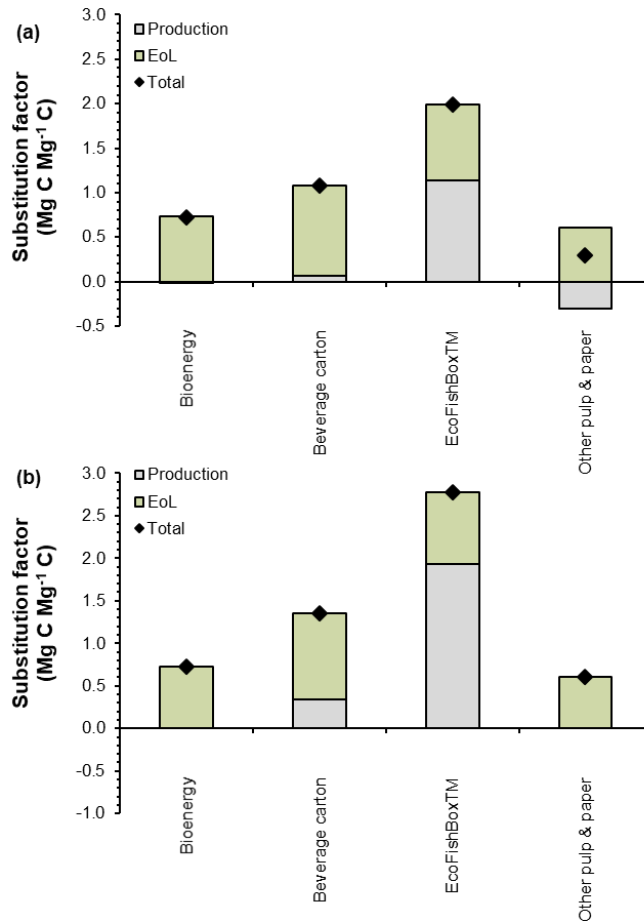 (a)
3.0
2.5
2.0
1.5
1.0
0.5
0.0
-0.5
Substitution factor
(Mg C Mg⁻¹ C)
Production
EoL
Total
Bioenergy
Beverage carton
EcoFishBoxTM
Other pulp & paper
(b)
3.0
2.5
2.0
1.5
1.0
0.5
0.0
-0.5
-1.0
Substitution factor
(Mg C Mg⁻¹ C)
Production
EoL
Total
Bioenergy
Beverage carton
EcoFishBoxTM
Other pulp & paper